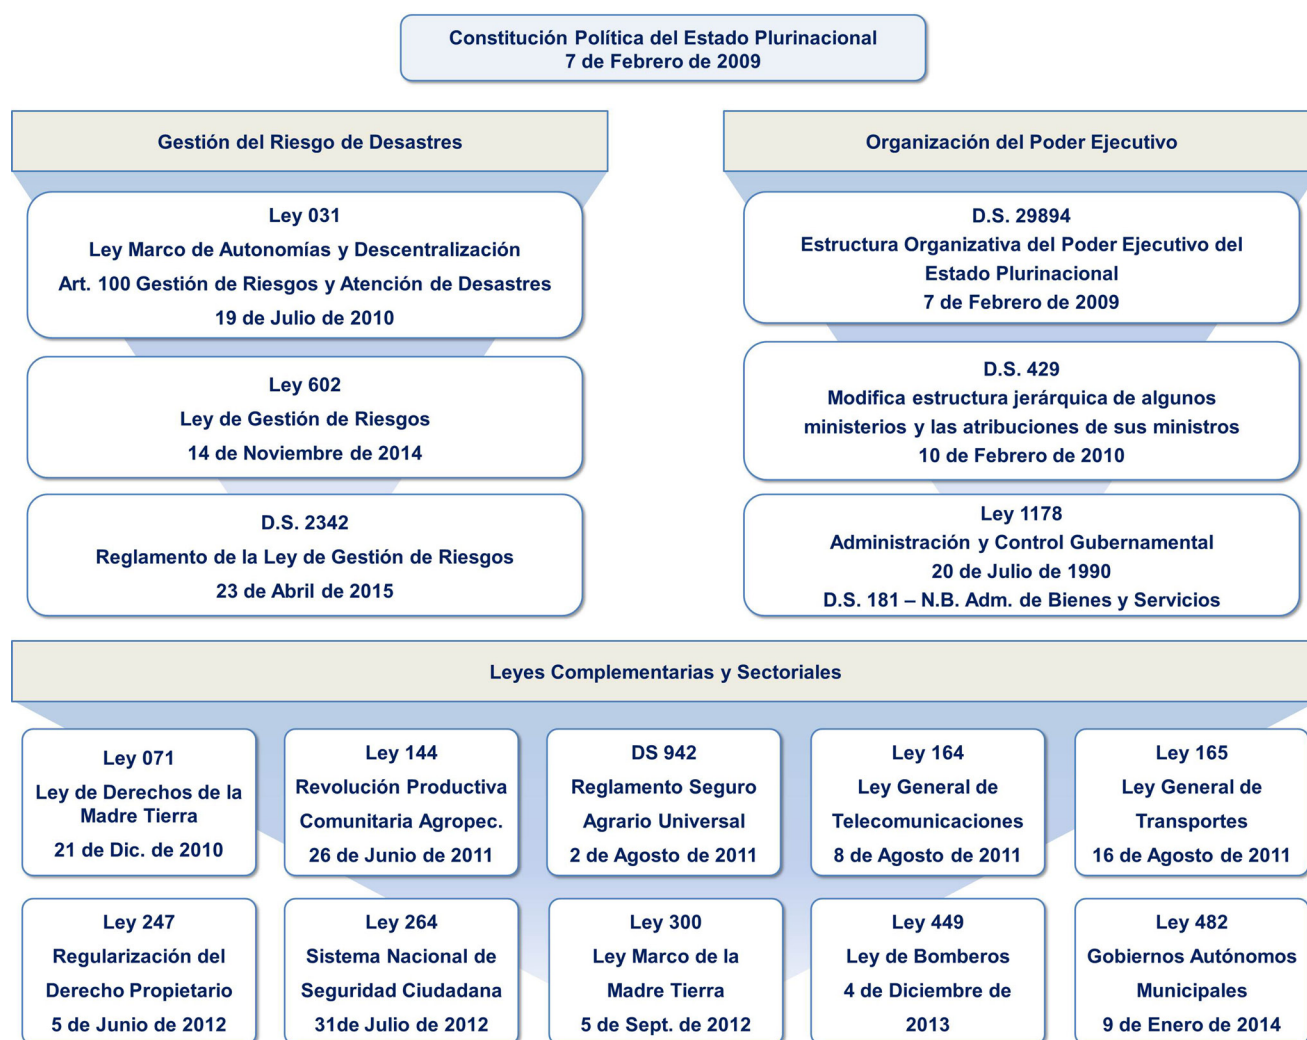 Constitución Política del Estado Plurinacional
7 de Febrero de 2009
Gestión del Riesgo de Desastres
Ley 031
Ley Marco de Autonomías y Descentralización
Art. 100 Gestión de Riesgos y Atención de Desastres
19 de Julio de 2010
Ley 602
Ley de Gestión de Riesgos
14 de Noviembre de 2014
D.S. 2342
Reglamento de la Ley de Gestión de Riesgos
23 de Abril de 2015
Organización del Poder Ejecutivo
D.S. 29894
Estructura Organizativa del Poder Ejecutivo del
Estado Plurinacional
7 de Febrero de 2009
D.S. 429
Modifica estructura jerárquica de algunos
ministerios y las atribuciones de sus ministros
10 de Febrero de 2010
Ley 1178
Administración y Control Gubernamental
20 de Julio de 1990
D.S. 181 – N.B. Adm. de Bienes y Servicios
Leyes Complementarias y Sectoriales
Ley 071
Ley de Derechos de la
Madre Tierra
21 de Dic. de 2010
Ley 144
Revolución Productiva
Comunitaria Agropec.
26 de Junio de 2011
DS 942
Reglamento Seguro
Agrario Universal
2 de Agosto de 2011
Ley 164
Ley General de
Telecomunicaciones
8 de Agosto de 2011
Ley 165
Ley General de
Transportes
16 de Agosto de 2011
Ley 247
Regularización del
Derecho Propietario
5 de Junio de 2012
Ley 264
Sistema Nacional de
Seguridad Ciudadana
31de Julio de 2012
Ley 300
Ley Marco de la
Madre Tierra
5 de Sept. de 2012
Ley 449
Ley de Bomberos
4 de Diciembre de
2013
Ley 482
Gobiernos Autónomos
Municipales
9 de Enero de 2014